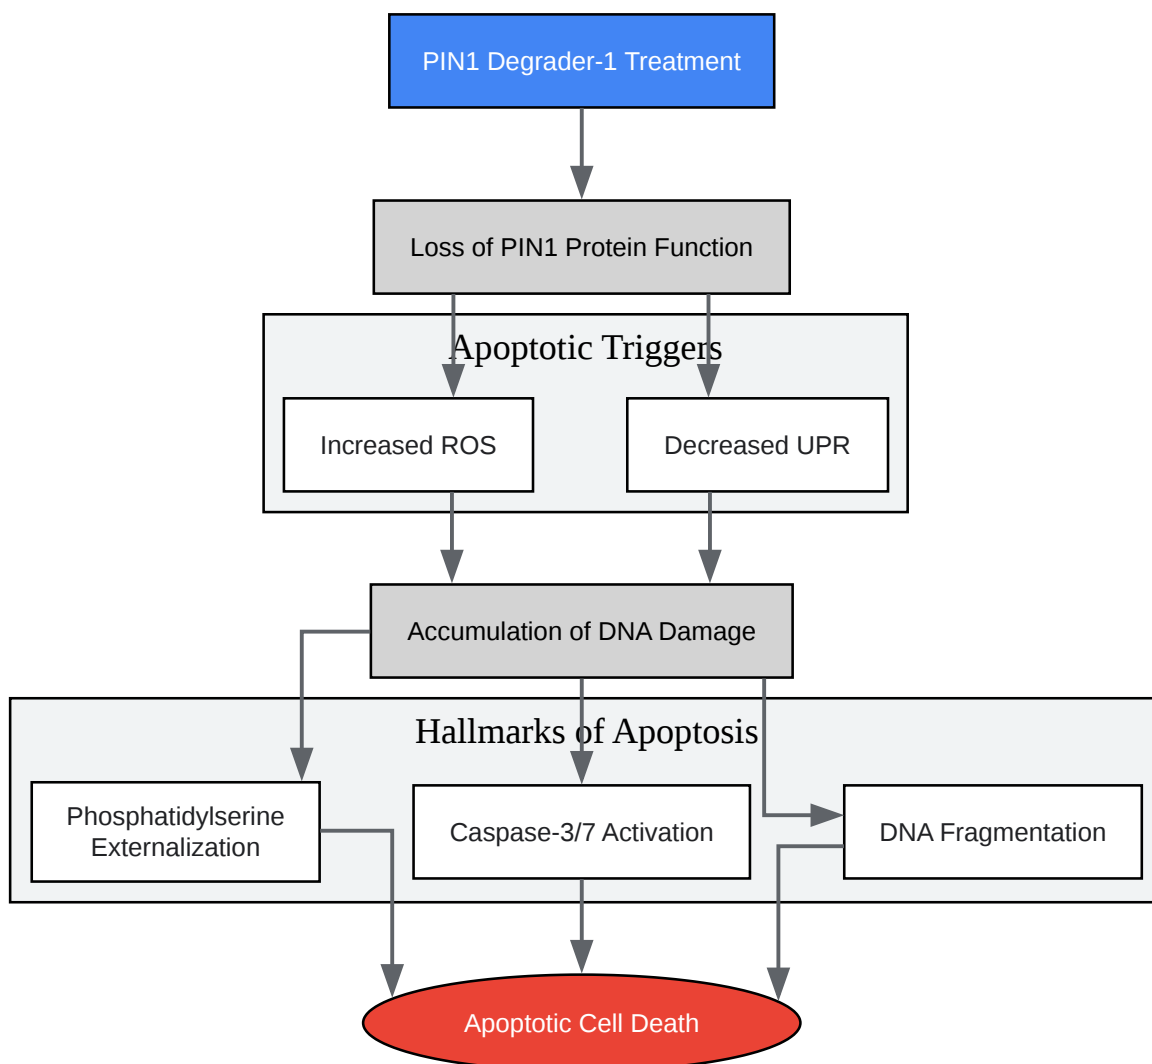 PIN1 Degrader-1 Treatment
Loss of PIN1 Protein Function
Apoptotic Triggers
Increased ROS
Decreased UPR
Accumulation of DNA Damage
Hallmarks of Apoptosis
Phosphatidylserine
Externalization
Caspase-3/7 Activation
DNA Fragmentation
Apoptotic Cell Death